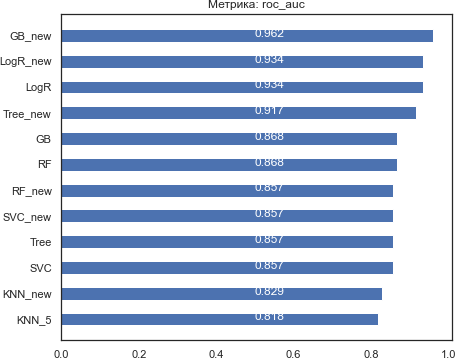 Метрика: roc_auc
GB_new 0.962
LogR_new 0.934
LogR 0.934
Tree_new 0.917
GB 0.868
RF 0.868
RF_new 0.857
SVC_new 0.857
Tree 0.857
SVC 0.857
KNN_new 0.829
KNN_5 0.818
0.0 0.2 0.4 0.6 0.8 1.0